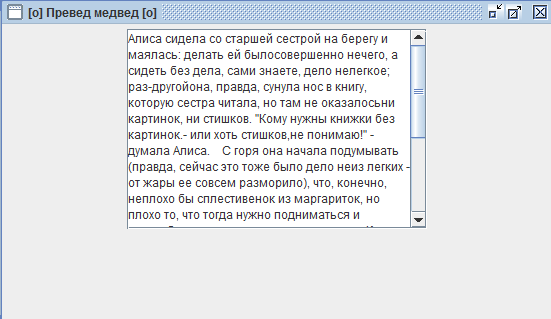 [o] Превед медвед [o]
Алиса сидела со старшей сестрой на берегу и
маялась: делать ей былосовершенно нечего, а
сидеть без дела, сами знаете, дело нелегкое;
раз-другойона, правда, сунула нос в книгу,
которую сестра читала, но там не оказалосьни
картинок, ни стишков. "Кому нужны книжки без
картинок.- или хоть стишков,не понимаю!" -
думала Алиса.    С горя она начала подумывать
(правда, сейчас это тоже было дело неиз легких -
от жары ее совсем разморило), что, конечно,
неплохо бы сплестивенок из маргариток, но
плохо то, что тогда нужно подниматься и